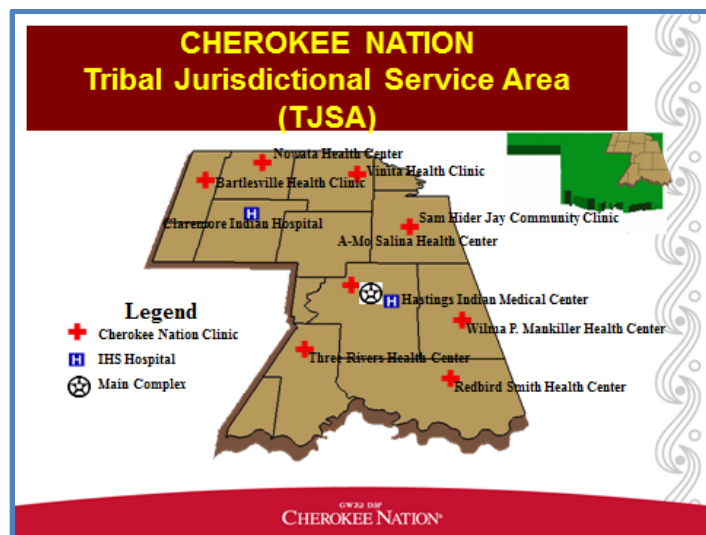 CHEROKEE NATION
Tribal Jurisdictional Service Area
(TJSA)
Nowata Health Center
Vinita Health Clinic
Bartlesville Health Clinic
Claremore Indian Hospital
Sam Hider Jay Community Clinic
A-Mo Salina Health Center
Legend
Cherokee Nation Clinic
IHS Hospital
Main Complex
Hastings Indian Medical Center
Wilma P. Mankiller Health Center
Three Rivers Health Center
Redbird Smith Health Center
CHEROKEE NATION®